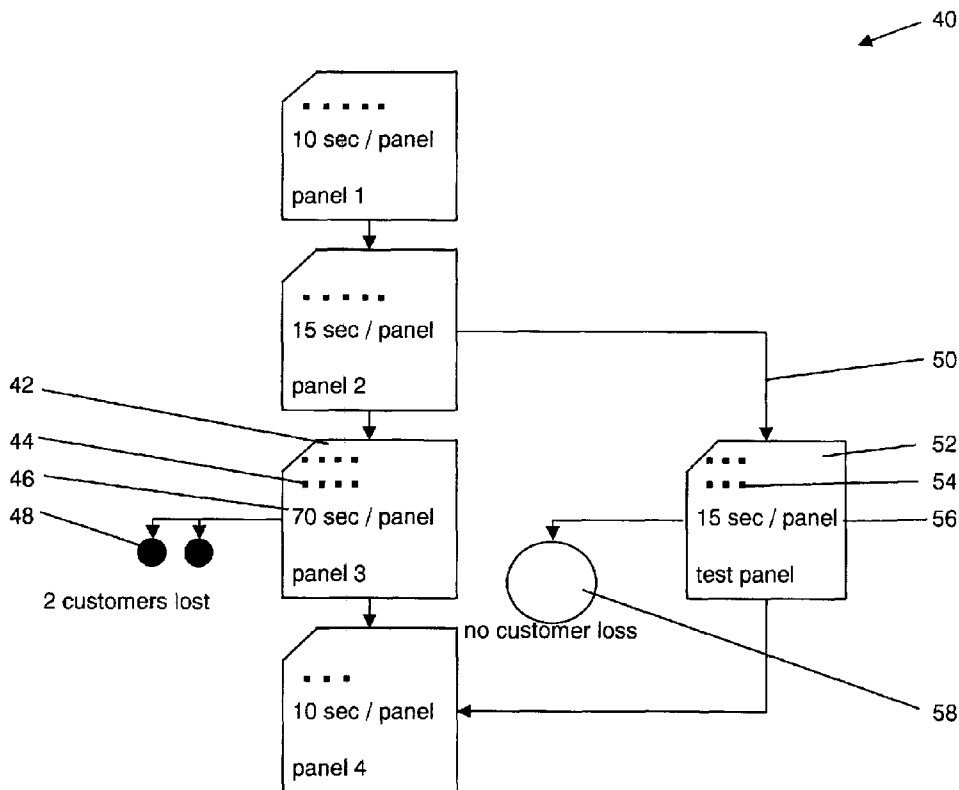 40
10 sec / panel
panel 1
15 sec / panel
panel 2
50
42
44
46
48
70 sec / panel
panel 3
2 customers lost
52
54
56
15 sec / panel
test panel
no customer loss
58
10 sec / panel
panel 4